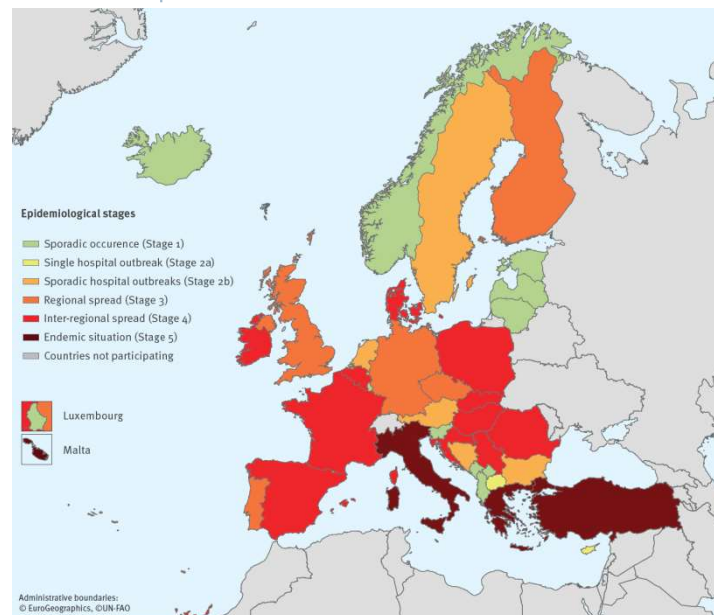 Epidemiological stages
Sporadic occurence (Stage 1)
Single hospital outbreak (Stage 2a)
Sporadic hospital outbreaks (Stage 2b)
Regional spread (Stage 3)
Inter-regional spread (Stage 4)
Endemic situation (Stage 5)
Countries not participating
Luxembourg
Malta
Administrative boundaries:
© EuroGeographics, ©UN-FAO